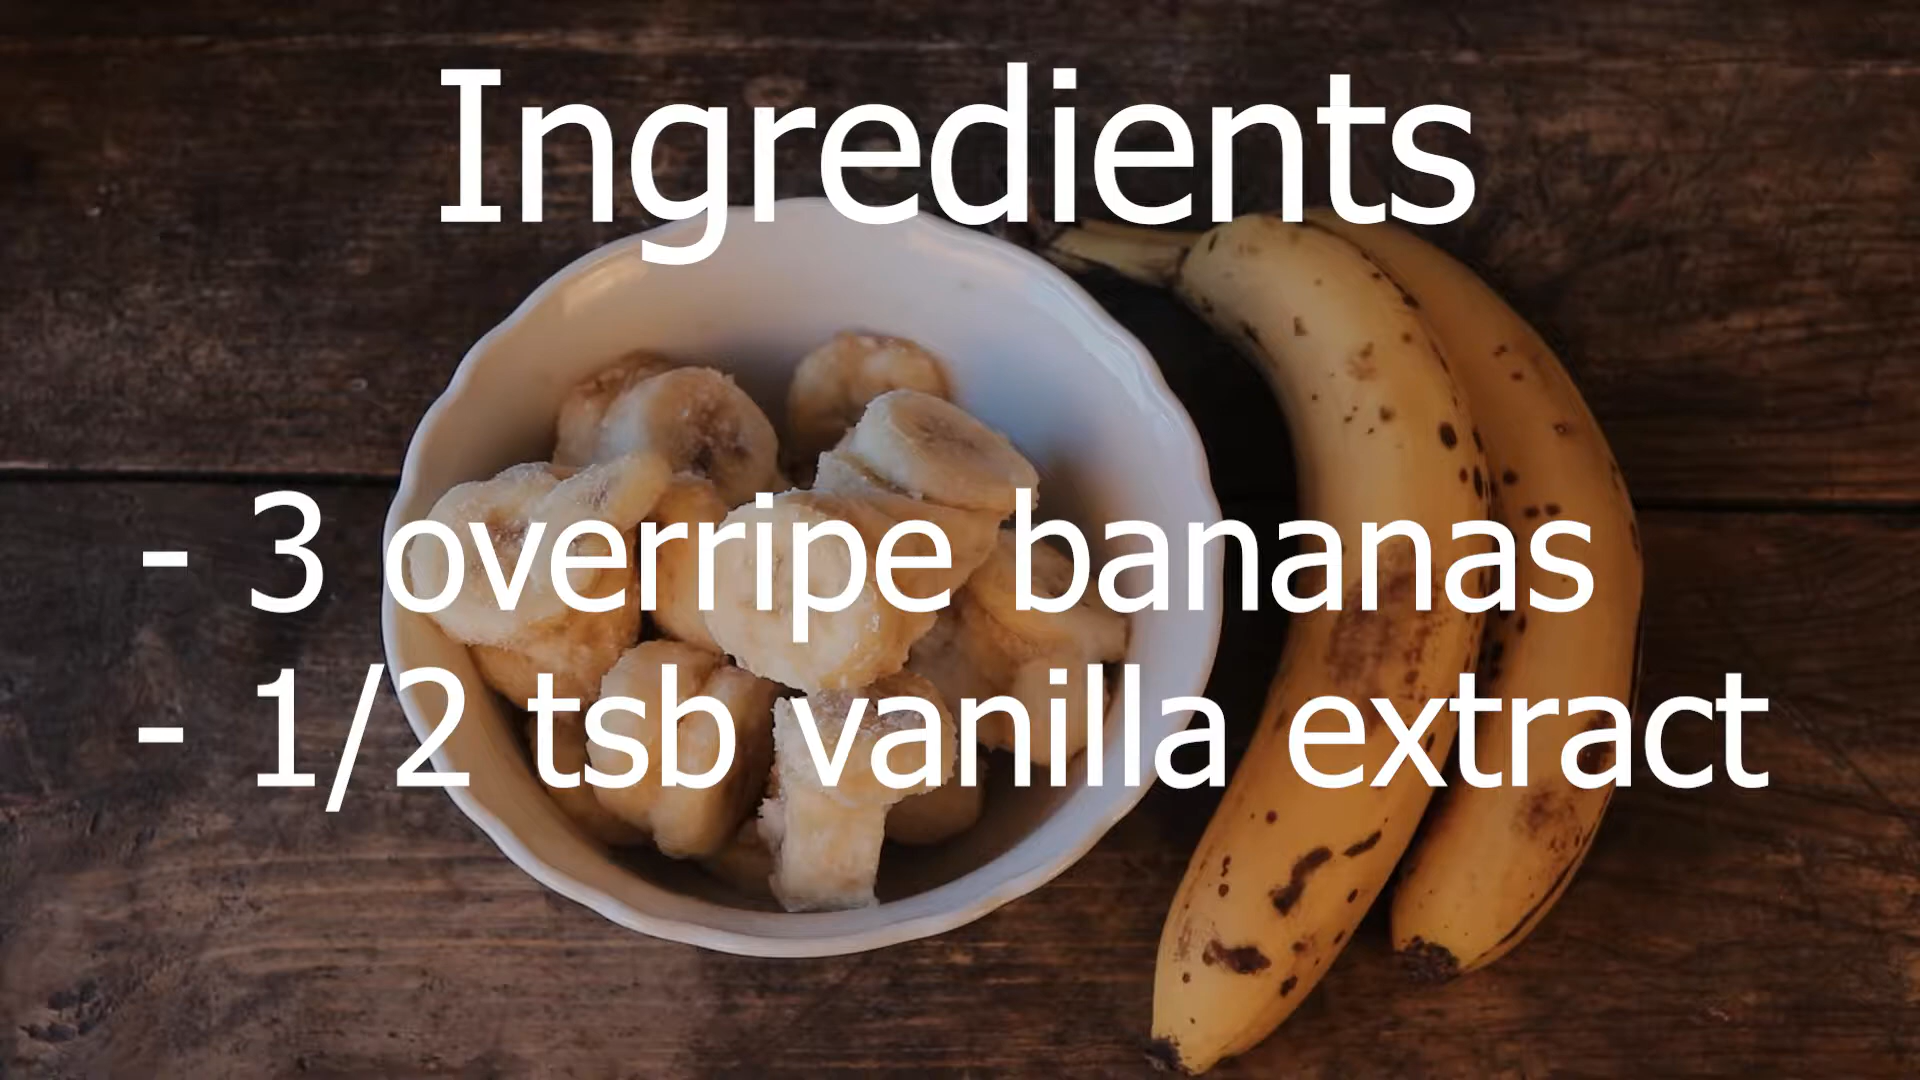 Ingredients
- 3 overripe bananas
- 1/2 tsb vanilla extract